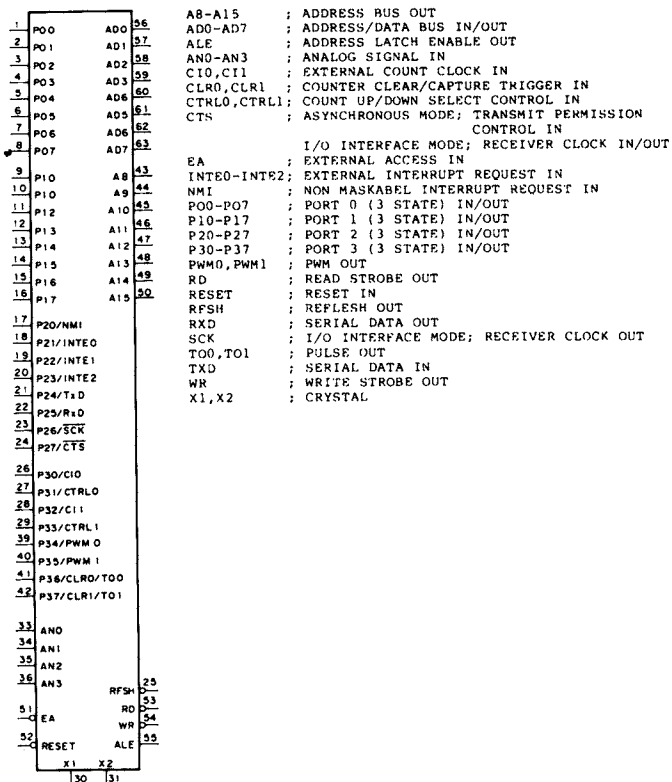 1 P00 AD0 56
2 P01 AD1 57
3 P02 AD2 58
4 P03 AD3 59
5 P04 AD6 60
6 P05 AD5 61
7 P06 AD6 62
8 P07 AD7 63
9 P10 A8 43
10 P10 A9 44
11 P12 A10 45
12 P13 A11 46
13 P14 A12 47
14 P15 A13 48
15 P16 A14 49
16 P17 A15 50
17 P20/NMI
18 P21/INTE0
19 P22/INTE1
20 P23/INTE2
21 P24/TxD
22 P25/RxD
23 P26/SCK
24 P27/CTS
26 P30/CI0
27 P31/CTRL0
28 P32/CI1
29 P33/CTRL1
39 P34/PWM0
40 P35/PWM1
41 P36/CLR0/TO0
42 P37/CLR1/TO1
33 AN0
34 AN1
35 AN2
36 AN3
RFSH 25
RD 53
51 EA WR 54
52 RESET ALE 55
X1 X2
30 31
A8-A15 ; ADDRESS BUS OUT
AD0-AD7 ; ADDRESS/DATA BUS IN/OUT
ALE ; ADDRESS LATCH ENABLE OUT
AN0-AN3 ; ANALOG SIGNAL IN
CI0,CI1 ; EXTERNAL COUNT CLOCK IN
CLR0,CLR1 ; COUNTER CLEAR/CAPTURE TRIGGER IN
CTRL0,CTRL1; COUNT UP/DOWN SELECT CONTROL IN
CTS ; ASYNCHRONOUS MODE; TRANSMIT PERMISSION
CONTROL IN
I/O INTERFACE MODE; RECEIVER CLOCK IN/OUT
EA ; EXTERNAL ACCESS IN
INTE0-INTE2; EXTERNAL INTERRUPT REQUEST IN
NMI ; NON MASKABEL INTERRUPT REQUEST IN
P00-P07 ; PORT 0 (3 STATE) IN/OUT
P10-P17 ; PORT 1 (3 STATE) IN/OUT
P20-P27 ; PORT 2 (3 STATE) IN/OUT
P30-P37 ; PORT 3 (3 STATE) IN/OUT
PWM0,PWM1 ; PWM OUT
RD ; READ STROBE OUT
RESET ; RESET IN
RFSH ; REFLESH OUT
RXD ; SERIAL DATA OUT
SCK ; I/O INTERFACE MODE; RECEIVER CLOCK OUT
TO0,TO1 ; PULSE OUT
TXD ; SERIAL DATA IN
WR ; WRITE STROBE OUT
X1,X2 ; CRYSTAL